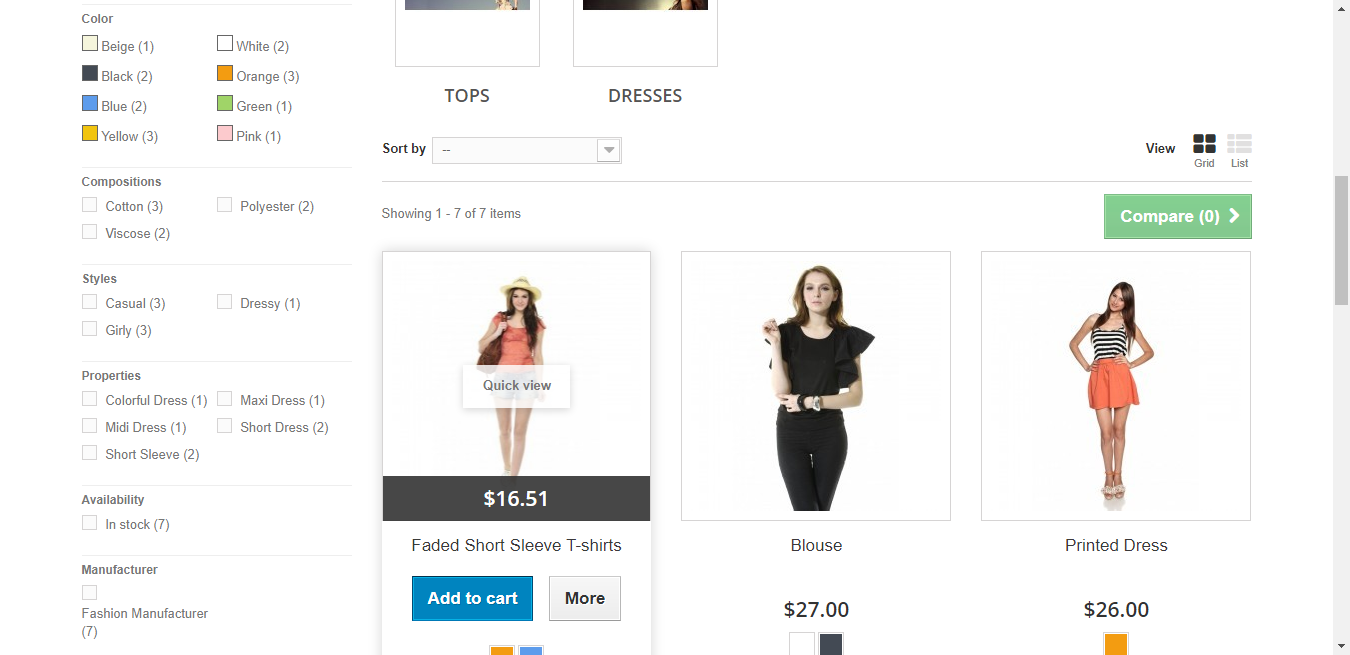 Color
Beige (1)
White (2)
Black (2)
Orange (3)
Blue (2)
Green (1)
Yellow (3)
Pink (1)
Compositions
Cotton (3)
Polyester (2)
Viscose (2)
Styles
Casual (3)
Dressy (1)
Girly (3)
Properties
Colorful Dress (1)
Maxi Dress (1)
Midi Dress (1)
Short Dress (2)
Short Sleeve (2)
Availability
In stock (7)
Manufacturer
Fashion Manufacturer
(7)
TOPS
DRESSES
Sort by
--
View
Grid
List
Showing 1 - 7 of 7 items
Compare (0)
Quick view
$16.51
Faded Short Sleeve T-shirts
Add to cart
More
Blouse
$27.00
Printed Dress
$26.00